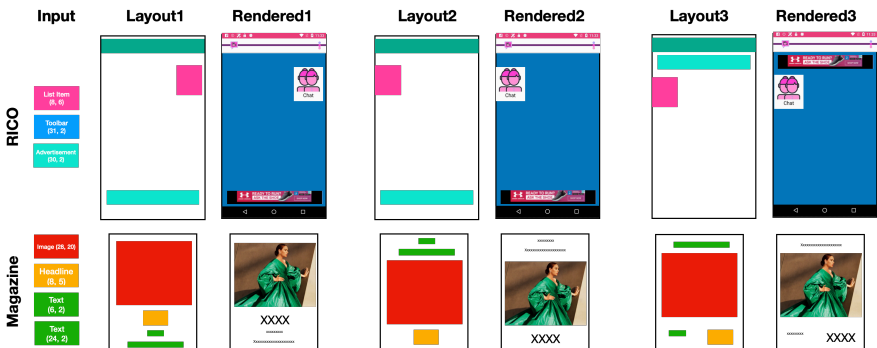 Input Layout1 Rendered1 Layout2 Rendered2 Layout3 Rendered3
RICO
List Item
(8, 6)
Toolbar
(31, 2)
Advertisement
(30, 2)
Chat
READY TO RUN?
Chat
READY TO RUN?
Chat
READY TO RUN?
Magazine
Image (26, 20)
Headline
(8, 5)
Text
(6, 2)
Text
(24, 2)
XXXX
XXXX
XXXX